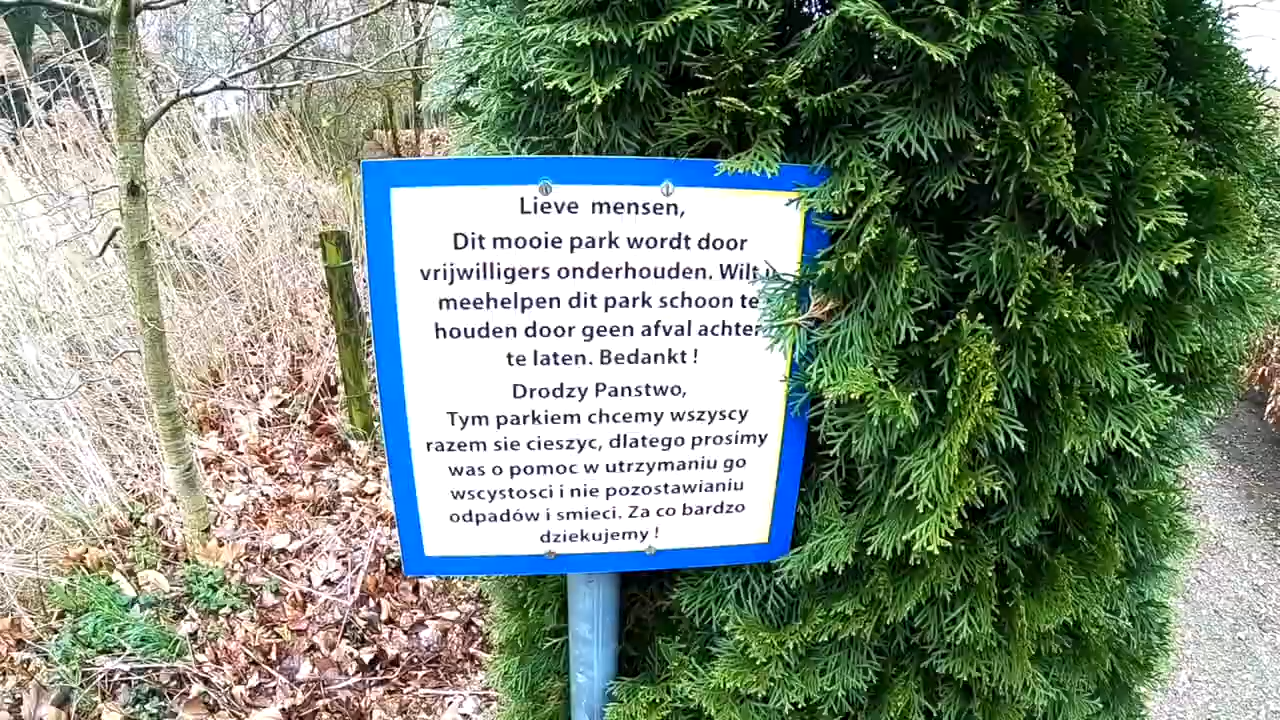 Lieve mensen,
Dit mooie park wordt door
vrijwilligers onderhouden. Wilt
meehelpen dit park schoon te
houden door geen afval achter
te laten. Bedankt !
Drodzy Panstwo,
Tym parkiem chcemy wszyscy
razem sie cieszyc, dlatego prosimy
was o pomoc w utrzymaniu go
wscystosci i nie pozostawianiu
odpadów i smieci. Za co bardzo
dziekujemy !